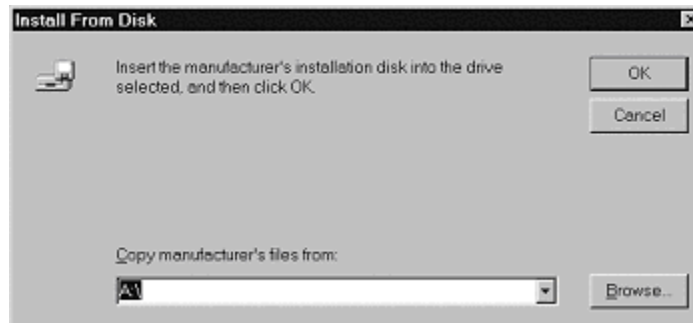 Install From Disk
Insert the manufacturer's installation disk into the drive
selected, and then click OK.
OK
Cancel
Copy manufacturer's files from:
A:\
Browse...